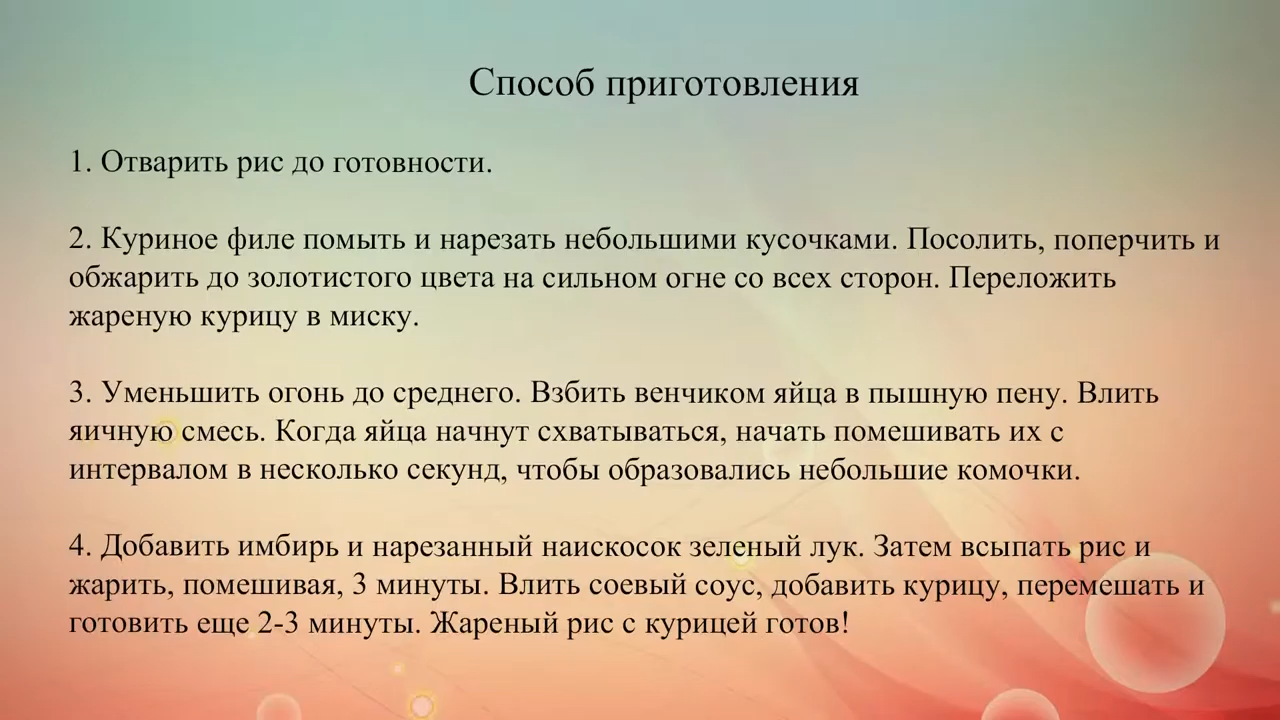 Способ приготовления
1. Отварить рис до готовности.
2. Куриное филе помыть и нарезать небольшими кусочками. Посолить, поперчить и
обжарить до золотистого цвета на сильном огне со всех сторон. Переложить
жареную курицу в миску.
3. Уменьшить огонь до среднего. Взбить венчиком яйца в пышную пену. Влить
яичную смесь. Когда яйца начнут схватываться, начать помешивать их с
интервалом в несколько секунд, чтобы образовались небольшие комочки.
4. Добавить имбирь и нарезанный наискосок зеленый лук. Затем всыпать рис и
жарить, помешивая, 3 минуты. Влить соевый соус, добавить курицу, перемешать и
готовить еще 2-3 минуты. Жареный рис с курицей готов!